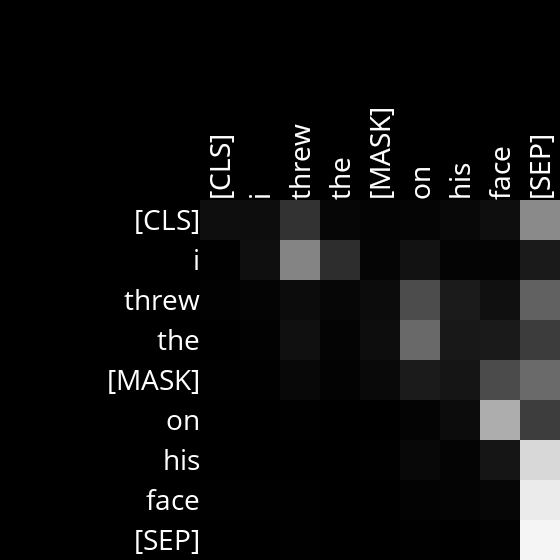 [CLS] i threw the [MASK] on his face [SEP]
[CLS]
i
threw
the
[MASK]
on
his
face
[SEP]